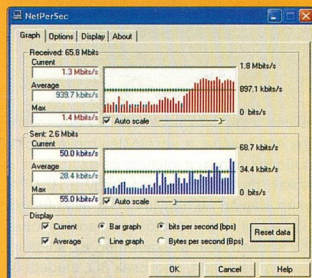 NetPerSec
Graph Options Display About
Received: 65.8 Mbits
Current
1.3 Mbits/s
Average
939.7 kbits/s
Max
1.4 Mbits/s
Auto scale
1.8 Mbits/s
897.1 kbits/s
0 bits/s
Sent: 2.6 Mbits
Current
50.0 kbits/s
Average
28.4 kbits/s
Max
55.0 kbits/s
Auto scale
68.7 kbits/s
34.4 kbits/s
0 bits/s
Display
Current Bar graph bits per second (bps)
Average Line graph Bytes per second (Bps)
Reset data
OK Cancel Help